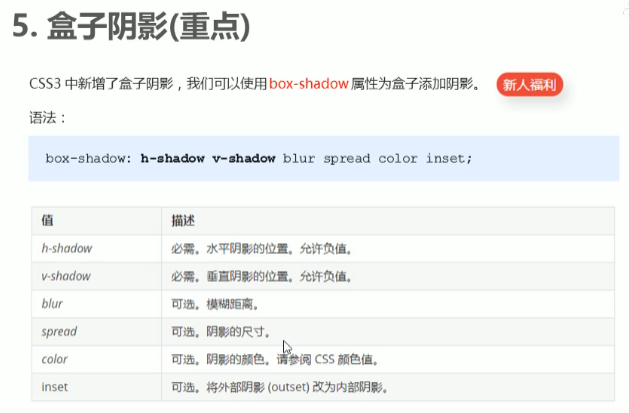 5. 盒子阴影(重点)
CSS3 中新增了盒子阴影，我们可以使用box-shadow属性为盒子添加阴影。 新人福利
语法：
box-shadow: h-shadow v-shadow blur spread color inset;
值 描述
h-shadow 必需。水平阴影的位置。允许负值。
v-shadow 必需。垂直阴影的位置。允许负值。
blur 可选。模糊距离。
spread 可选。阴影的尺寸。
color 可选。阴影的颜色。请参阅 CSS 颜色值。
inset 可选。将外部阴影 (outset) 改为内部阴影。